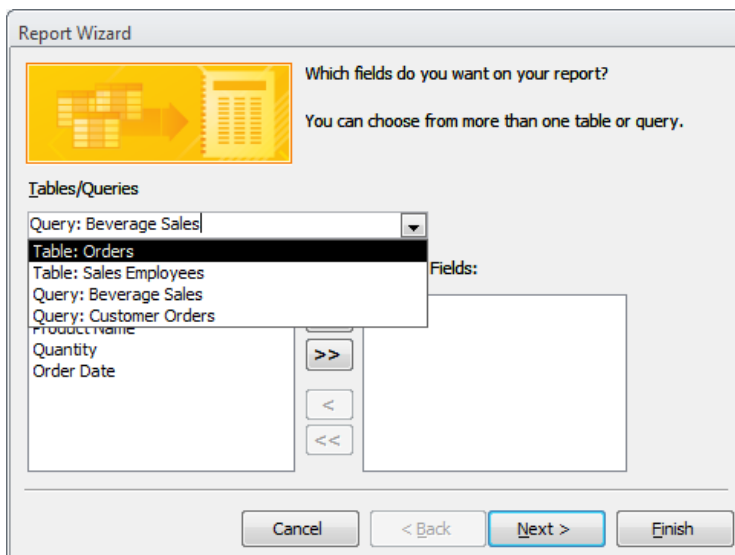 Report Wizard
Which fields do you want on your report?
You can choose from more than one table or query.
Tables/Queries
Query: Beverage Sales
Table: Orders
Table: Sales Employees
Query: Beverage Sales
Query: Customer Orders
Fields:
Product Name
Quantity
Order Date
>>
<
<<
Cancel
< Back
Next >
Finish